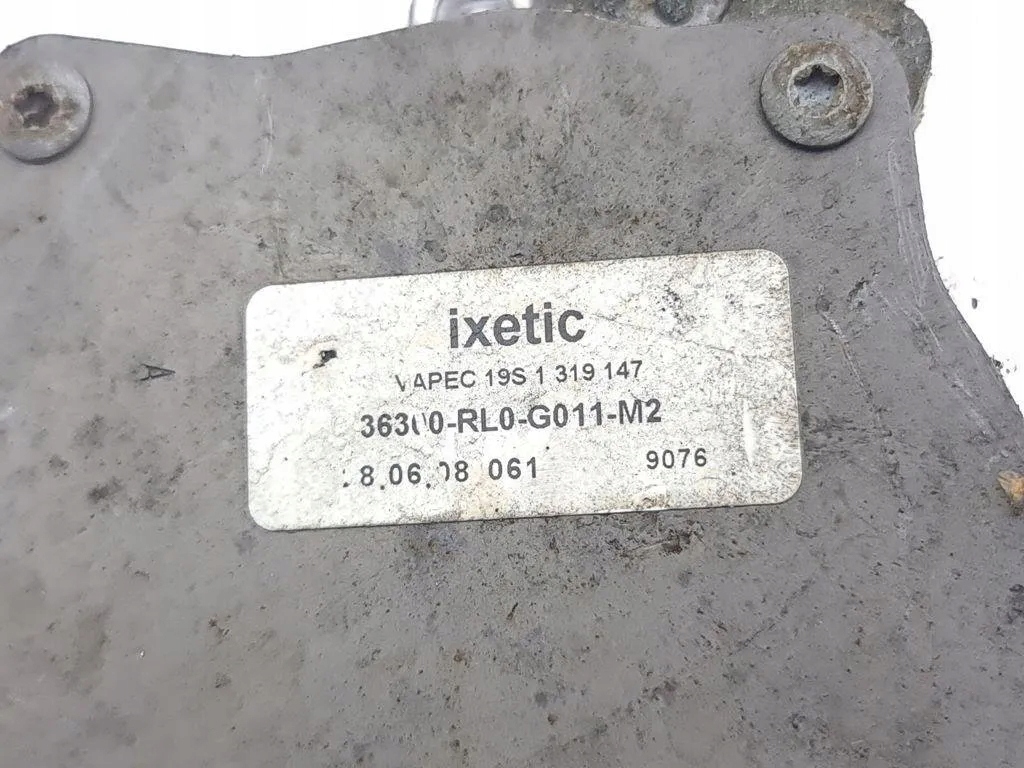 ixetic
VAPEC 19S 1 319 147
36300-RL0-G011-M2
8.06.08 061 9076
A